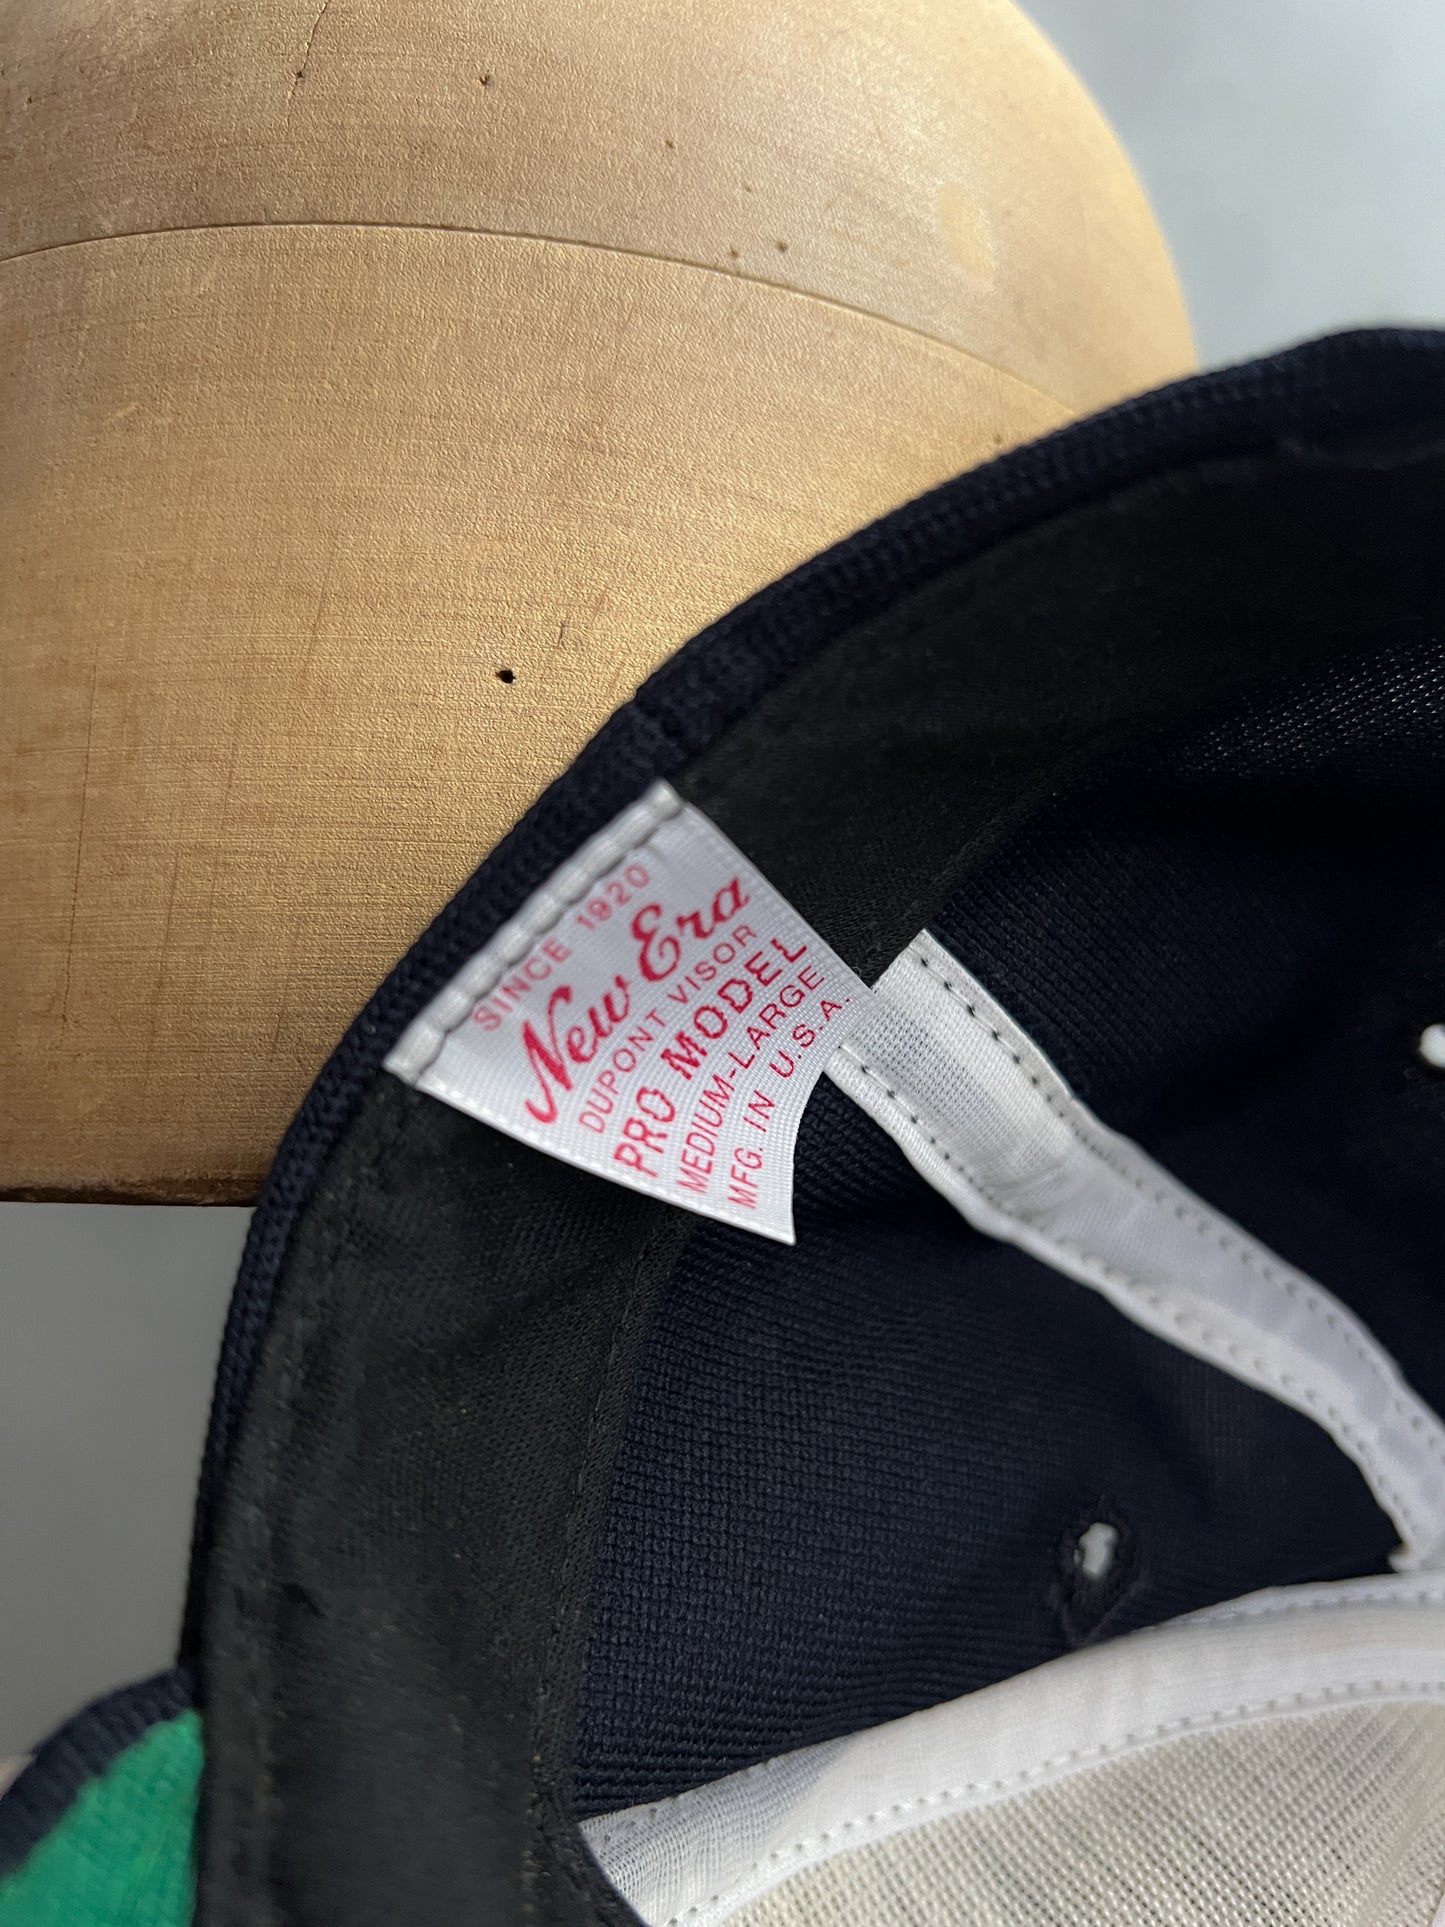 SINCE 1920
New Era
DUPONT VISOR
PRO MODEL
MEDIUM-LARGE
MFG. IN U.S.A.